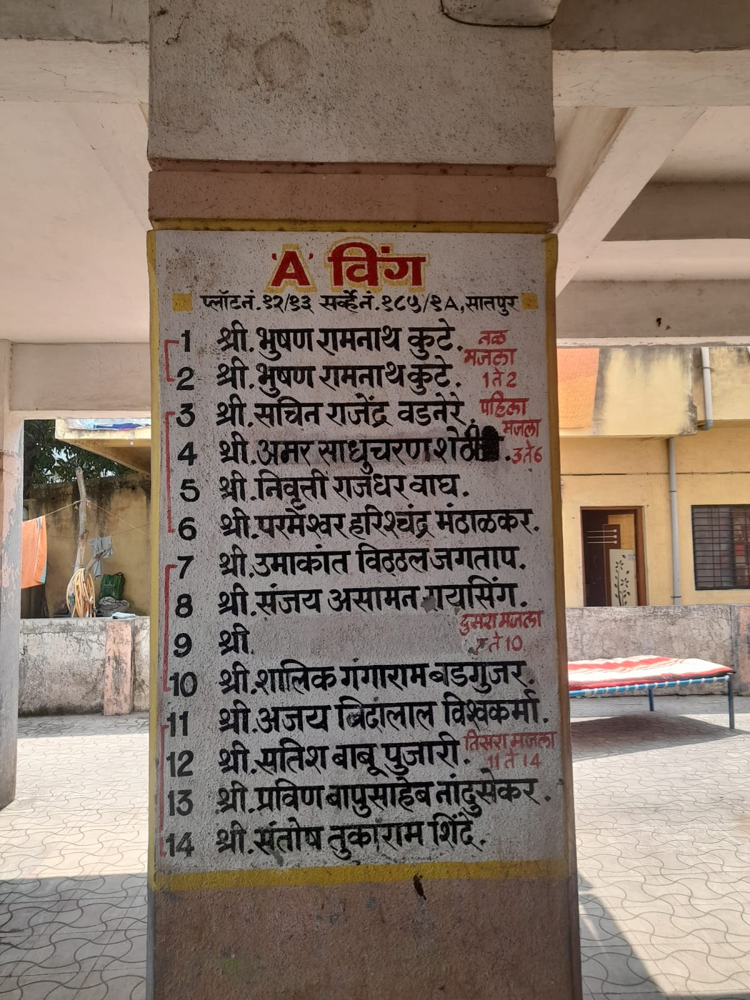 'A' विंग
प्लॉट नं. १२/१३ सर्व्हे नं. १८५/१A, सातपुर
1 श्री. भुषण रामनाथ कुटे. तळ
मजला
2 श्री. भुषण रामनाथ कुटे. 1 ते 2
3 श्री. सचिन राजेंद्र वडनेरे. पहिला
मजला
4 श्री. अमर साधुचरण शेठी . 3 ते 6
5 श्री. निवृत्ती राजधर वाघ.
6 श्री. परमेश्वर हरिश्चंद्र मंठाळकर.
7 श्री. उमाकांत विठ्ठल जगताप.
8 श्री. संजय असामन रायसिंग.
दुसरा मजला
9 श्री. ते 10
10 श्री. शालिक गंगाराम बडगुजर.
11 श्री. अजय विश्वकर्मा.
तिसरा मजला
12 श्री. सतिश बाबू पुजारी. 11 ते 14
13 श्री. प्रविण बापुसाहेब नांदुसेकर.
14 श्री. संतोष तुकाराम शिंदे.